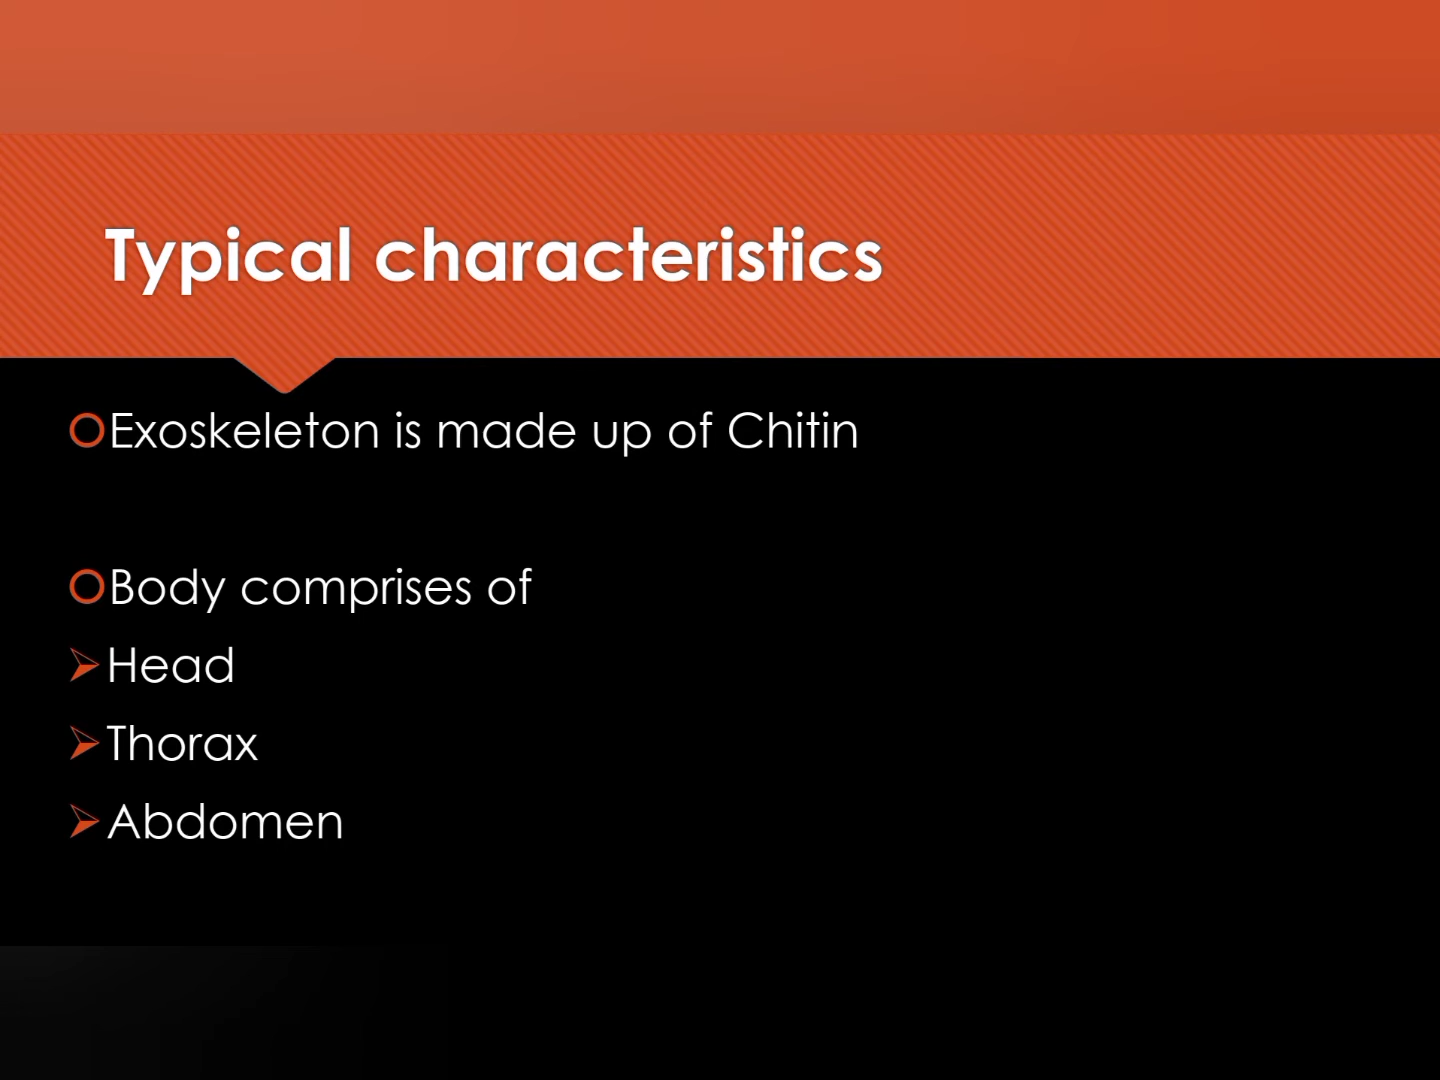 Typical characteristics
Exoskeleton is made up of Chitin
Body comprises of
Head
Thorax
Abdomen